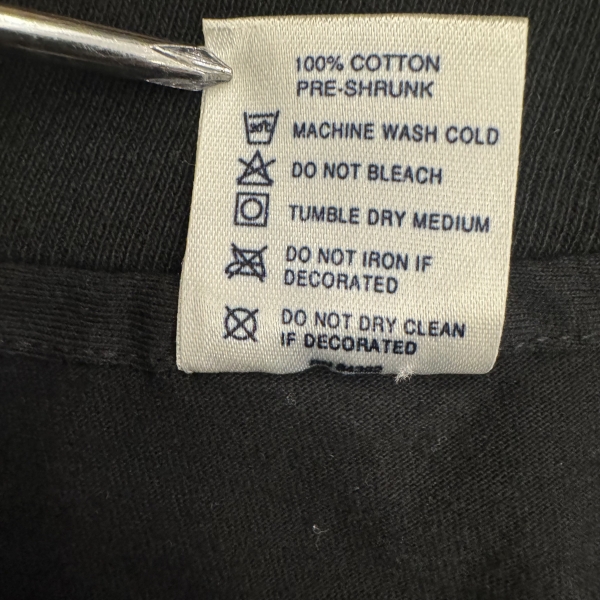 100% COTTON
PRE-SHRUNK
30°C MACHINE WASH COLD
DO NOT BLEACH
TUMBLE DRY MEDIUM
DO NOT IRON IF
DECORATED
DO NOT DRY CLEAN
IF DECORATED